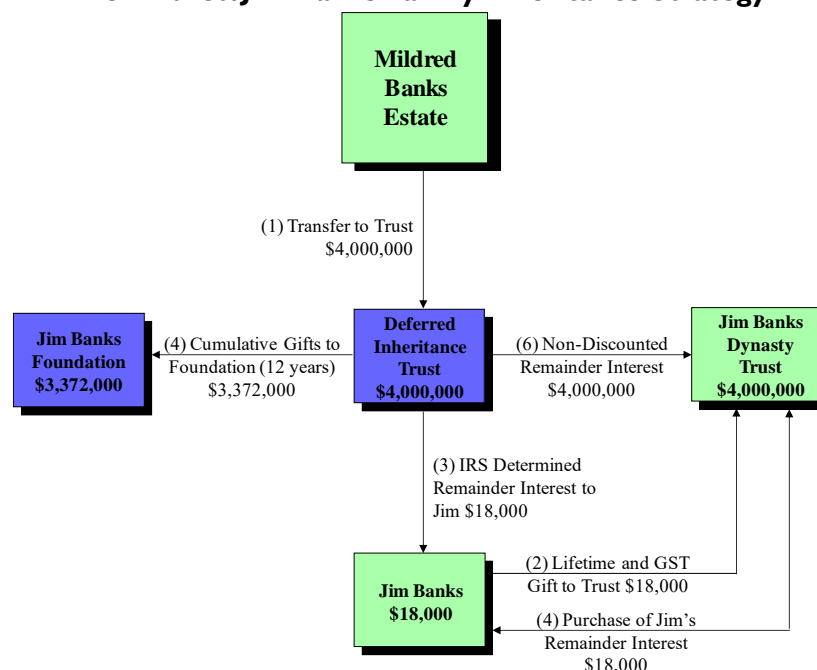 Mildred
Banks
Estate
(1) Transfer to Trust
$4,000,000
Jim Banks
Foundation
$3,372,000
(4) Cumulative Gifts to
Foundation (12 years)
$3,372,000
Deferred
Inheritance
Trust
$4,000,000
(6) Non-Discounted
Remainder Interest
$4,000,000
Jim Banks
Dynasty
Trust
$4,000,000
(3) IRS Determined
Remainder Interest to
Jim $18,000
Jim Banks
$18,000
(2) Lifetime and GST
Gift to Trust $18,000
(4) Purchase of Jim's
Remainder Interest
$18,000